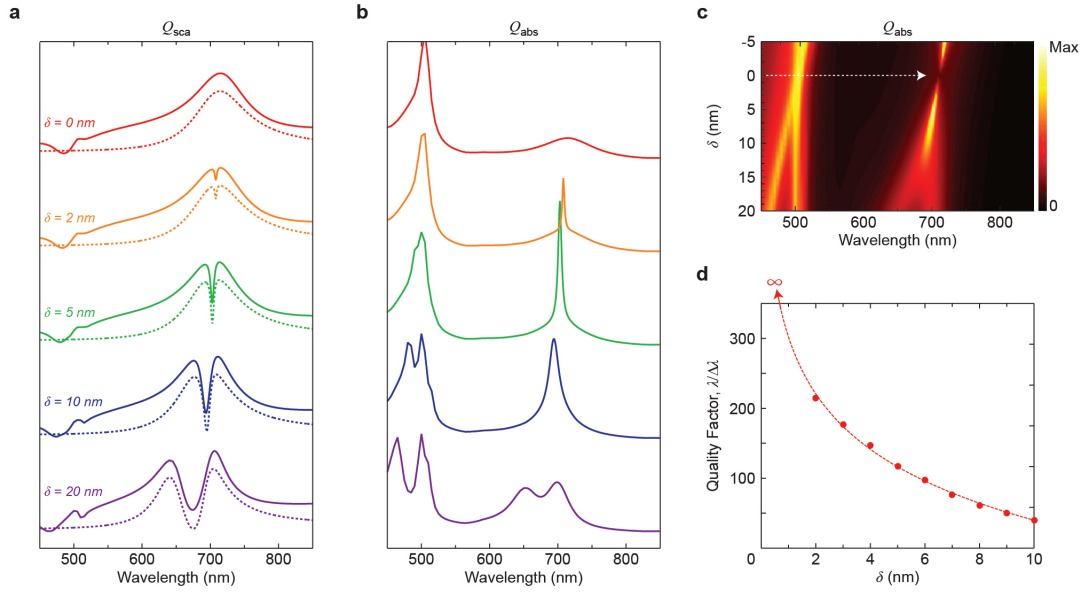 a
Q_sca
δ = 0 nm
δ = 2 nm
δ = 5 nm
δ = 10 nm
δ = 20 nm
500 600 700 800
Wavelength (nm)
b
Q_abs
500 600 700 800
Wavelength (nm)
c
Q_abs
-5
0
5
10
15
20
δ (nm)
500 600 700 800
Wavelength (nm)
Max
0
d
∞
300
200
100
0
Quality Factor, λ/Δλ
2 4 6 8 10
δ (nm)